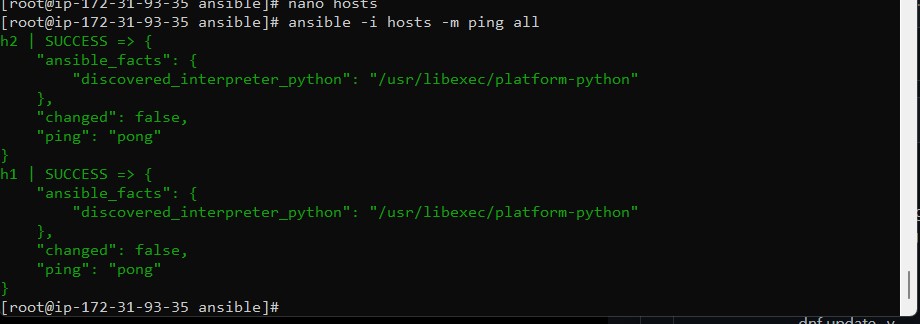 [root@ip-172-31-93-35 ansible]# nano hosts
[root@ip-172-31-93-35 ansible]# ansible -i hosts -m ping all
h2 | SUCCESS => {
    "ansible_facts": {
        "discovered_interpreter_python": "/usr/libexec/platform-python"
    },
    "changed": false,
    "ping": "pong"
}
h1 | SUCCESS => {
    "ansible_facts": {
        "discovered_interpreter_python": "/usr/libexec/platform-python"
    },
    "changed": false,
    "ping": "pong"
}
[root@ip-172-31-93-35 ansible]#
dnf update -y